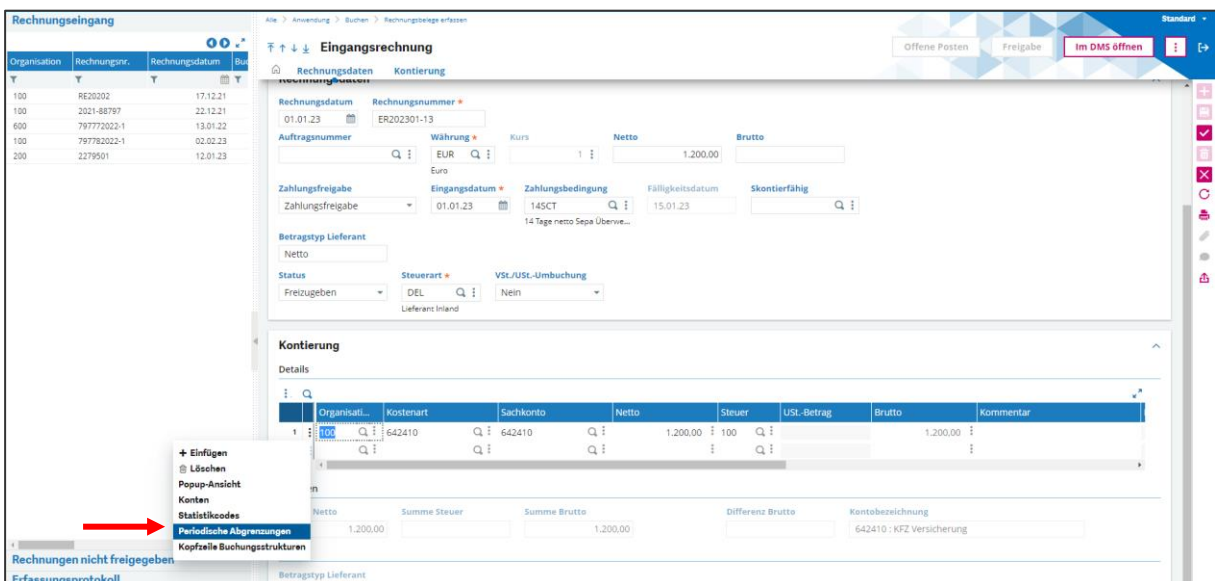 Rechnungseingang
Organisation Rechnungsnr. Rechnungsdatum
100 RE20202 17.12.21
100 2021-88797 22.12.21
600 797772022-1 13.01.22
100 797782022-1 02.02.23
200 2279501 12.01.23
Rechnungen nicht freigegeben
Erfassungsprotokoll
Alle > Anwendung > Buchen > Rechnungsbelege erfassen
Standard
Eingangsrechnung
Offene Posten Freigabe Im DMS öffnen
Rechnungsdaten Kontierung
Rechnungsdaten
Rechnungsdatum Rechnungsnummer *
01.01.23 ER202301-13
Auftragsnummer Währung * Kurs Netto Brutto
EUR 1 1.200,00
Euro
Zahlungsfreigabe Eingangsdatum * Zahlungsbedingung Fälligkeitsdatum Skontierfähig
Zahlungsfreigabe 01.01.23 14SCT 15.01.23
14 Tage netto Sepa Überwe...
Betragstyp Lieferant
Netto
Status Steuerart * VSt./USt.-Umbuchung
Freizugeben DEL Nein
Lieferant Inland
Kontierung
Details
Organisati... Kostenart Sachkonto Netto Steuer USt.-Betrag Brutto Kommentar
1 100 642410 642410 1.200,00 100 1.200,00
+ Einfügen
Löschen
Popup-Ansicht
Konten
Statistikcodes
Periodische Abgrenzungen
Kopfzeile Buchungsstrukturen
Netto Summe Steuer Summe Brutto Differenz Brutto Kontobezeichnung
1.200,00 1.200,00 642410 : KFZ Versicherung
Betragstyp Lieferant